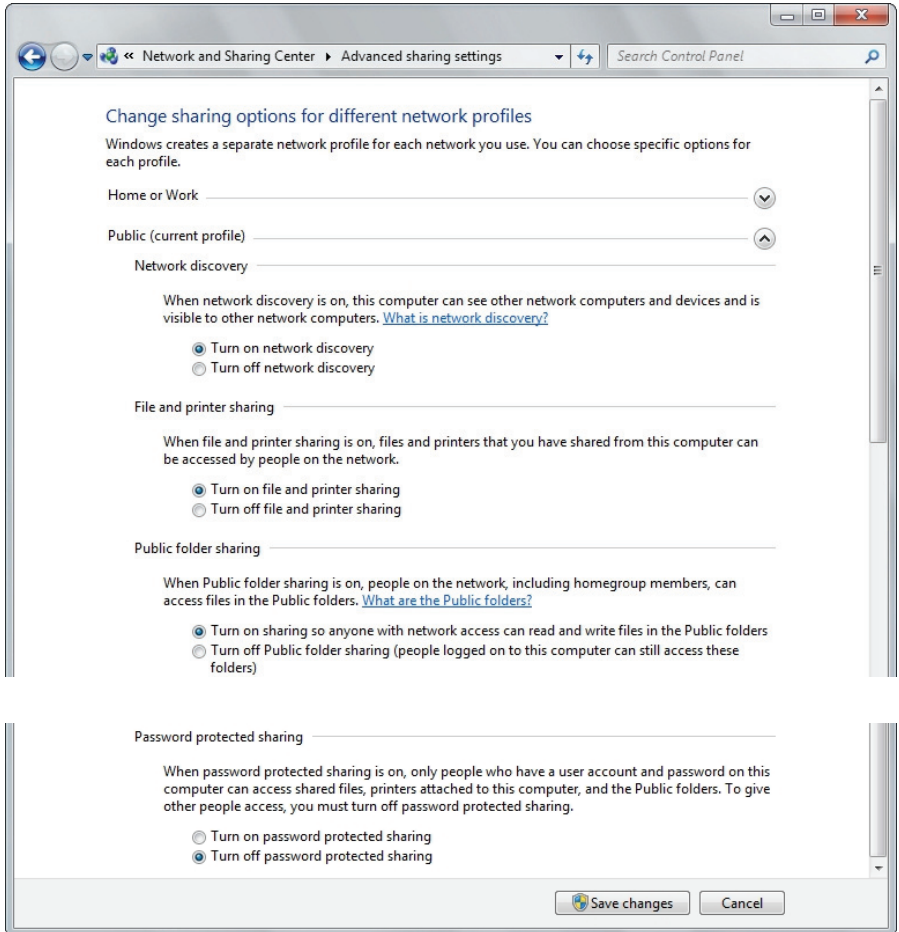 « Network and Sharing Center ▸ Advanced sharing settings
Search Control Panel
Change sharing options for different network profiles
Windows creates a separate network profile for each network you use. You can choose specific options for
each profile.
Home or Work
Public (current profile)
Network discovery
When network discovery is on, this computer can see other network computers and devices and is
visible to other network computers. What is network discovery?
Turn on network discovery
Turn off network discovery
File and printer sharing
When file and printer sharing is on, files and printers that you have shared from this computer can
be accessed by people on the network.
Turn on file and printer sharing
Turn off file and printer sharing
Public folder sharing
When Public folder sharing is on, people on the network, including homegroup members, can
access files in the Public folders. What are the Public folders?
Turn on sharing so anyone with network access can read and write files in the Public folders
Turn off Public folder sharing (people logged on to this computer can still access these
folders)
Password protected sharing
When password protected sharing is on, only people who have a user account and password on this
computer can access shared files, printers attached to this computer, and the Public folders. To give
other people access, you must turn off password protected sharing.
Turn on password protected sharing
Turn off password protected sharing
Save changes
Cancel